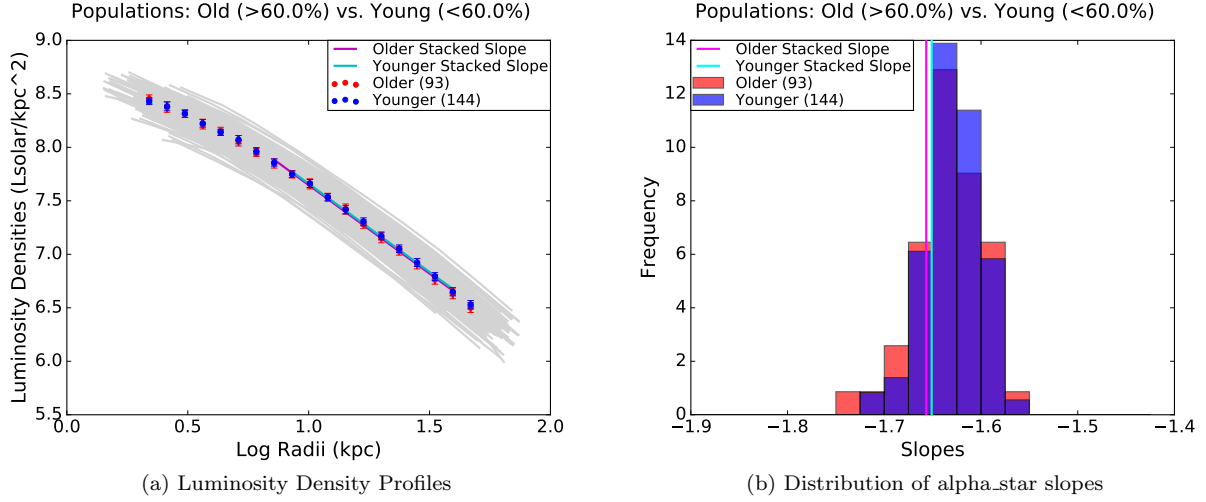 Populations: Old (>60.0%) vs. Young (<60.0%)
9.0
8.5
8.0
7.5
7.0
6.5
6.0
5.5
Luminosity Densities (Lsolar/kpc^2)
Older Stacked Slope
Younger Stacked Slope
Older (93)
Younger (144)
0.0 0.5 1.0 1.5 2.0
Log Radii (kpc)
(a) Luminosity Density Profiles
Populations: Old (>60.0%) vs. Young (<60.0%)
14
12
10
8
6
4
2
0
Frequency
Older Stacked Slope
Younger Stacked Slope
Older (93)
Younger (144)
−1.9 −1.8 −1.7 −1.6 −1.5 −1.4
Slopes
(b) Distribution of alpha_star slopes